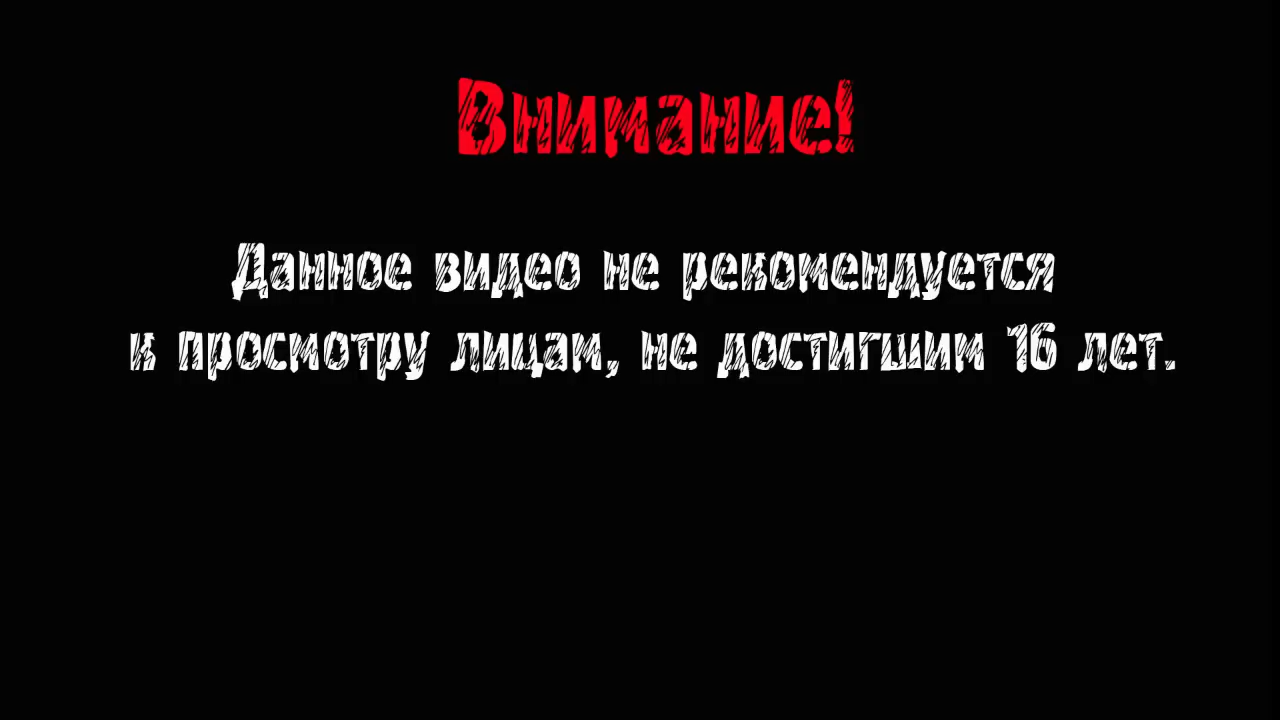 Внимание!
Данное видео не рекомендуется
к просмотру лицам, не достигшим 16 лет.